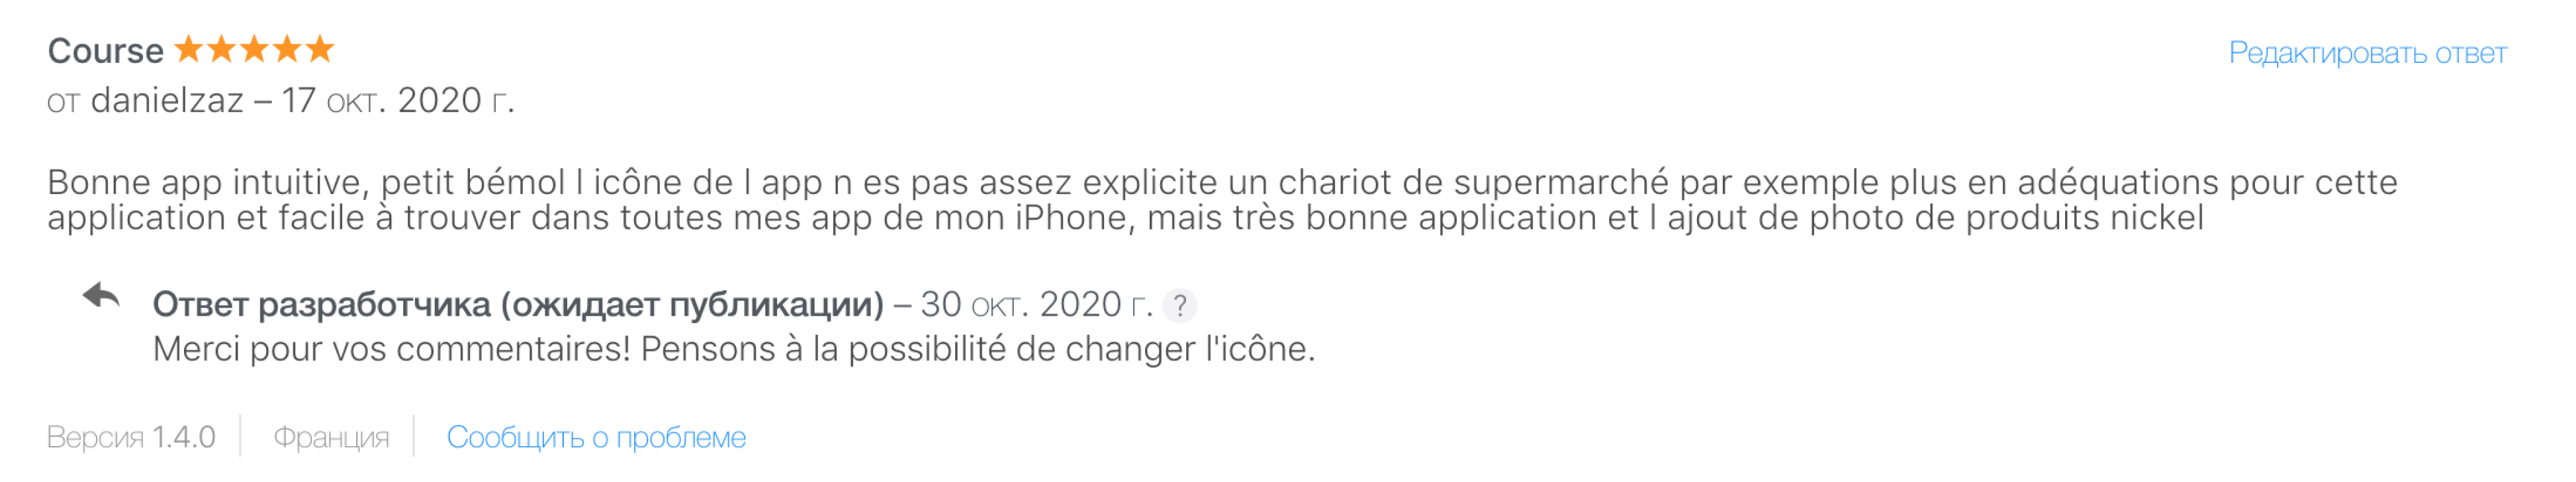 Course ★★★★★
Редактировать ответ
от danielzaz – 17 окт. 2020 г.
Bonne app intuitive, petit bémol l icône de l app n es pas assez explicite un chariot de supermarché par exemple plus en adéquations pour cette
application et facile à trouver dans toutes mes app de mon iPhone, mais très bonne application et l ajout de photo de produits nickel
Ответ разработчика (ожидает публикации) – 30 окт. 2020 г. ?
Merci pour vos commentaires! Pensons à la possibilité de changer l'icône.
Версия 1.4.0 Франция Сообщить о проблеме